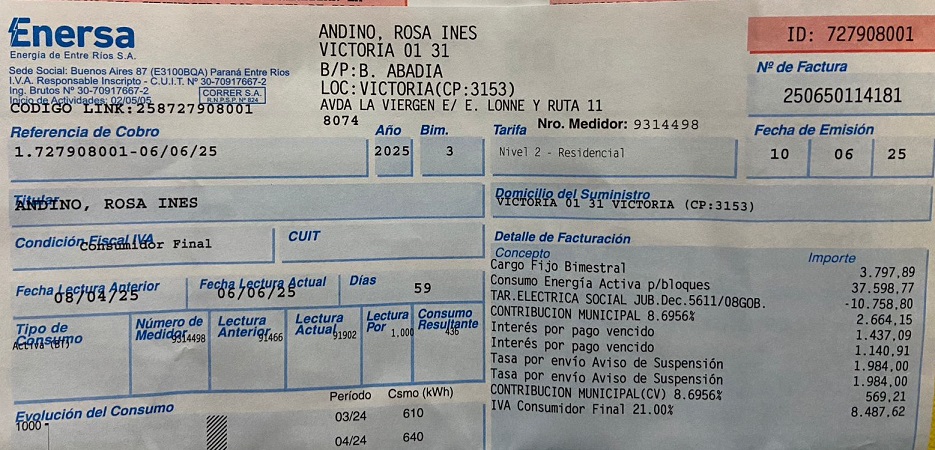 Enersa
Energía de Entre Ríos S.A.
Sede Social: Buenos Aires 87 (E3100BQA) Paraná Entre Ríos
I.V.A. Responsable Inscripto - C.U.I.T. Nº 30-70917667-2
Ing. Brutos Nº 30-70917667-2
Inicio de Actividades: 02/05/05
CORRER S.A.
R.N.P.S.P. Nº 824
CODIGO LINK:258727908001
ANDINO, ROSA INES
VICTORIA 01 31
B/P:B. ABADIA
LOC:VICTORIA(CP:3153)
AVDA LA VIERGEN E/ E. LONNE Y RUTA 11
8074
ID: 727908001
Nº de Factura
250650114181
Referencia de Cobro
1.727908001-06/06/25
Año
2025
Bim.
3
Tarifa
Nro. Medidor: 9314498
Nivel 2 - Residencial
Fecha de Emisión
10 06 25
Titular
ANDINO, ROSA INES
Domicilio del Suministro
VICTORIA 01 31 VICTORIA (CP:3153)
Condición Fiscal IVA
Consumidor Final
CUIT
Fecha Lectura Anterior
08/04/25
Fecha Lectura Actual
06/06/25
Días
59
Tipo de Consumo
Activa (BT)
Número de Medidor
9314498
Lectura Anterior
91466
Lectura Actual
91902
Lectura Por
1,000
Consumo Resultante
436
Detalle de Facturación
Concepto Importe
Cargo Fijo Bimestral 3.797,89
Consumo Energía Activa p/bloques 37.598,77
TAR.ELECTRICA SOCIAL JUB.Dec.5611/08GOB. -10.758,80
CONTRIBUCION MUNICIPAL 8.6956% 2.664,15
Interés por pago vencido 1.437,09
Interés por pago vencido 1.140,91
Tasa por envío Aviso de Suspensión 1.984,00
Tasa por envío Aviso de Suspensión 1.984,00
CONTRIBUCION MUNICIPAL(CV) 8.6956% 569,21
IVA Consumidor Final 21.00% 8.487,62
Evolución del Consumo
1000
Período Csmo (kWh)
03/24 610
04/24 640